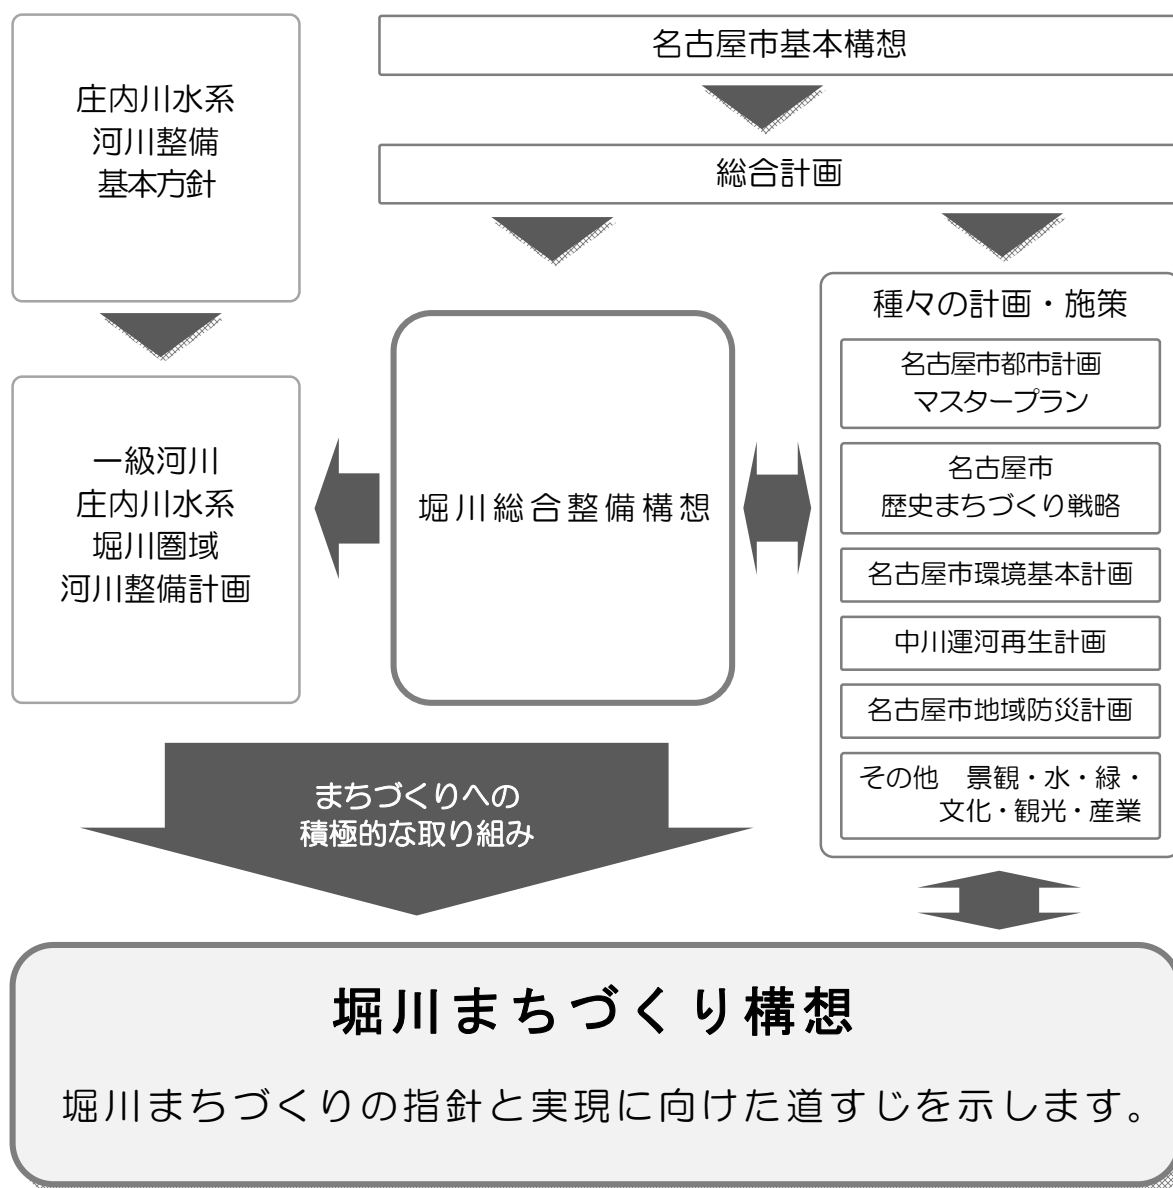 庄内川水系
河川整備
基本方針
名古屋市基本構想
総合計画
一級河川
庄内川水系
堀川圏域
河川整備計画
堀川総合整備構想
種々の計画・施策
名古屋市都市計画
マスタープラン
名古屋市
歴史まちづくり戦略
名古屋市環境基本計画
中川運河再生計画
名古屋市地域防災計画
その他　景観・水・緑・
文化・観光・産業
まちづくりへの
積極的な取り組み
堀川まちづくり構想
堀川まちづくりの指針と実現に向けた道すじを示します。